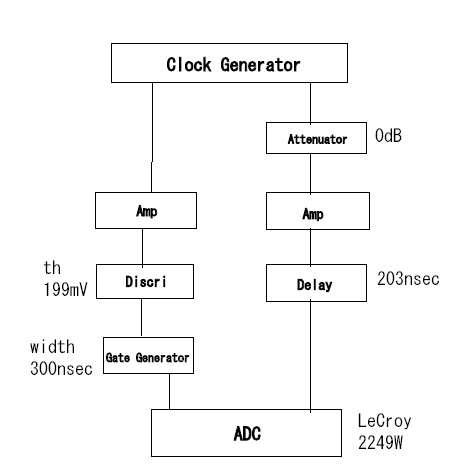 Clock Generator
Attenuator
0dB
Amp
Amp
th
199mV
Discri
Delay
203nsec
width
300nsec
Gate Generator
ADC
LeCroy
2249W